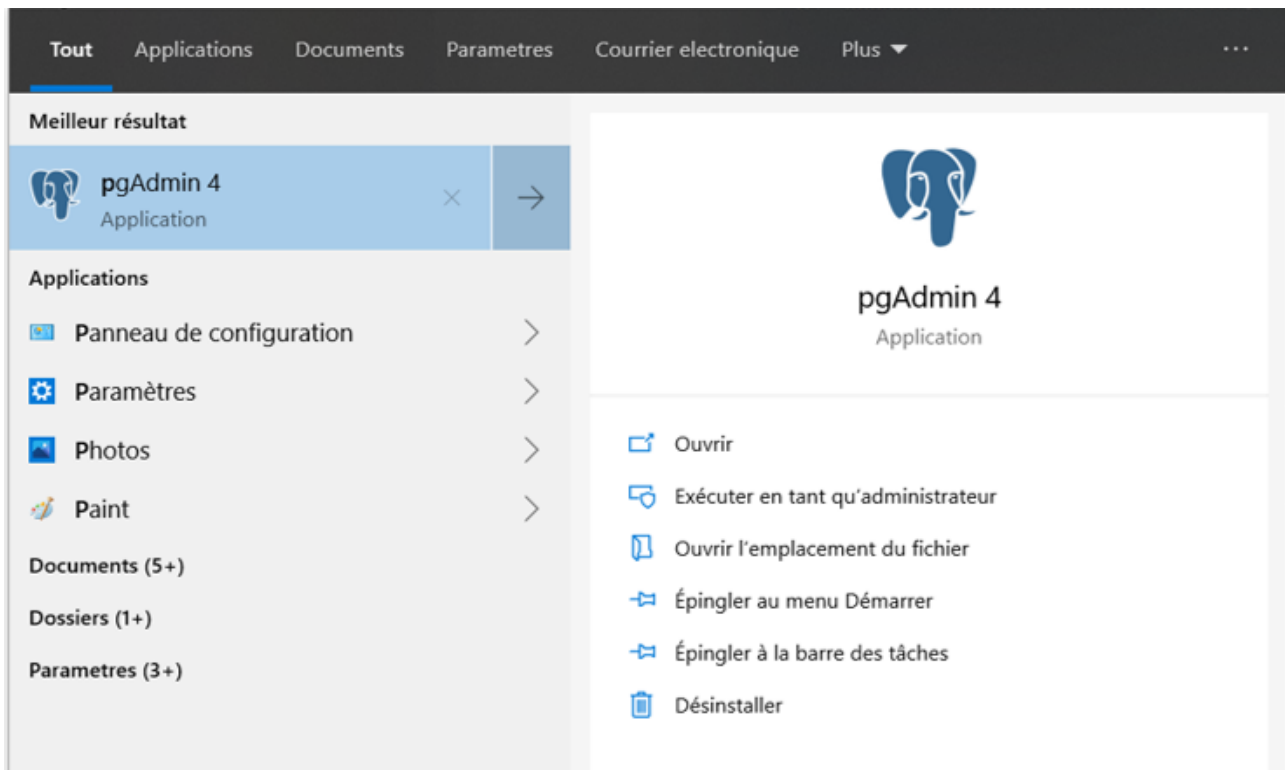 Tout Applications Documents Parametres Courrier electronique Plus
Meilleur résultat
pgAdmin 4
Application
Applications
Panneau de configuration
Paramètres
Photos
Paint
Documents (5+)
Dossiers (1+)
Parametres (3+)
pgAdmin 4
Application
Ouvrir
Exécuter en tant qu'administrateur
Ouvrir l'emplacement du fichier
Épingler au menu Démarrer
Épingler à la barre des tâches
Désinstaller